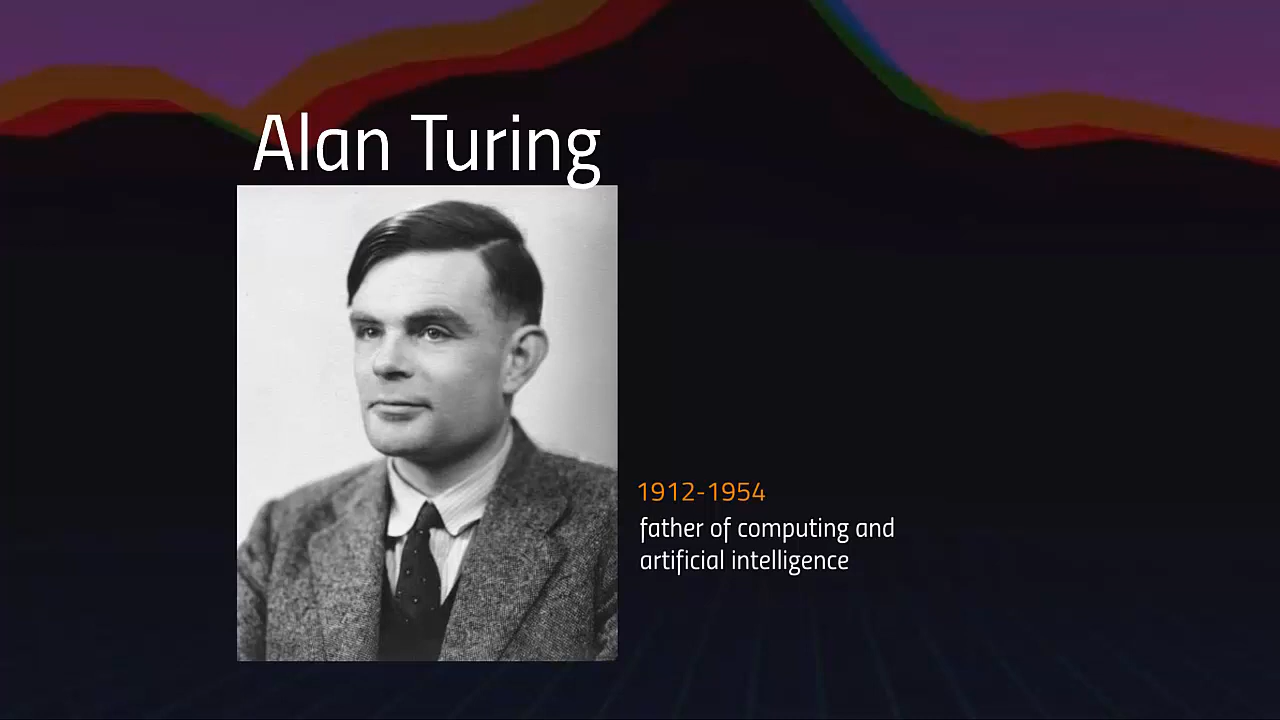 Alan Turing
1912-1954
father of computing and
artificial intelligence